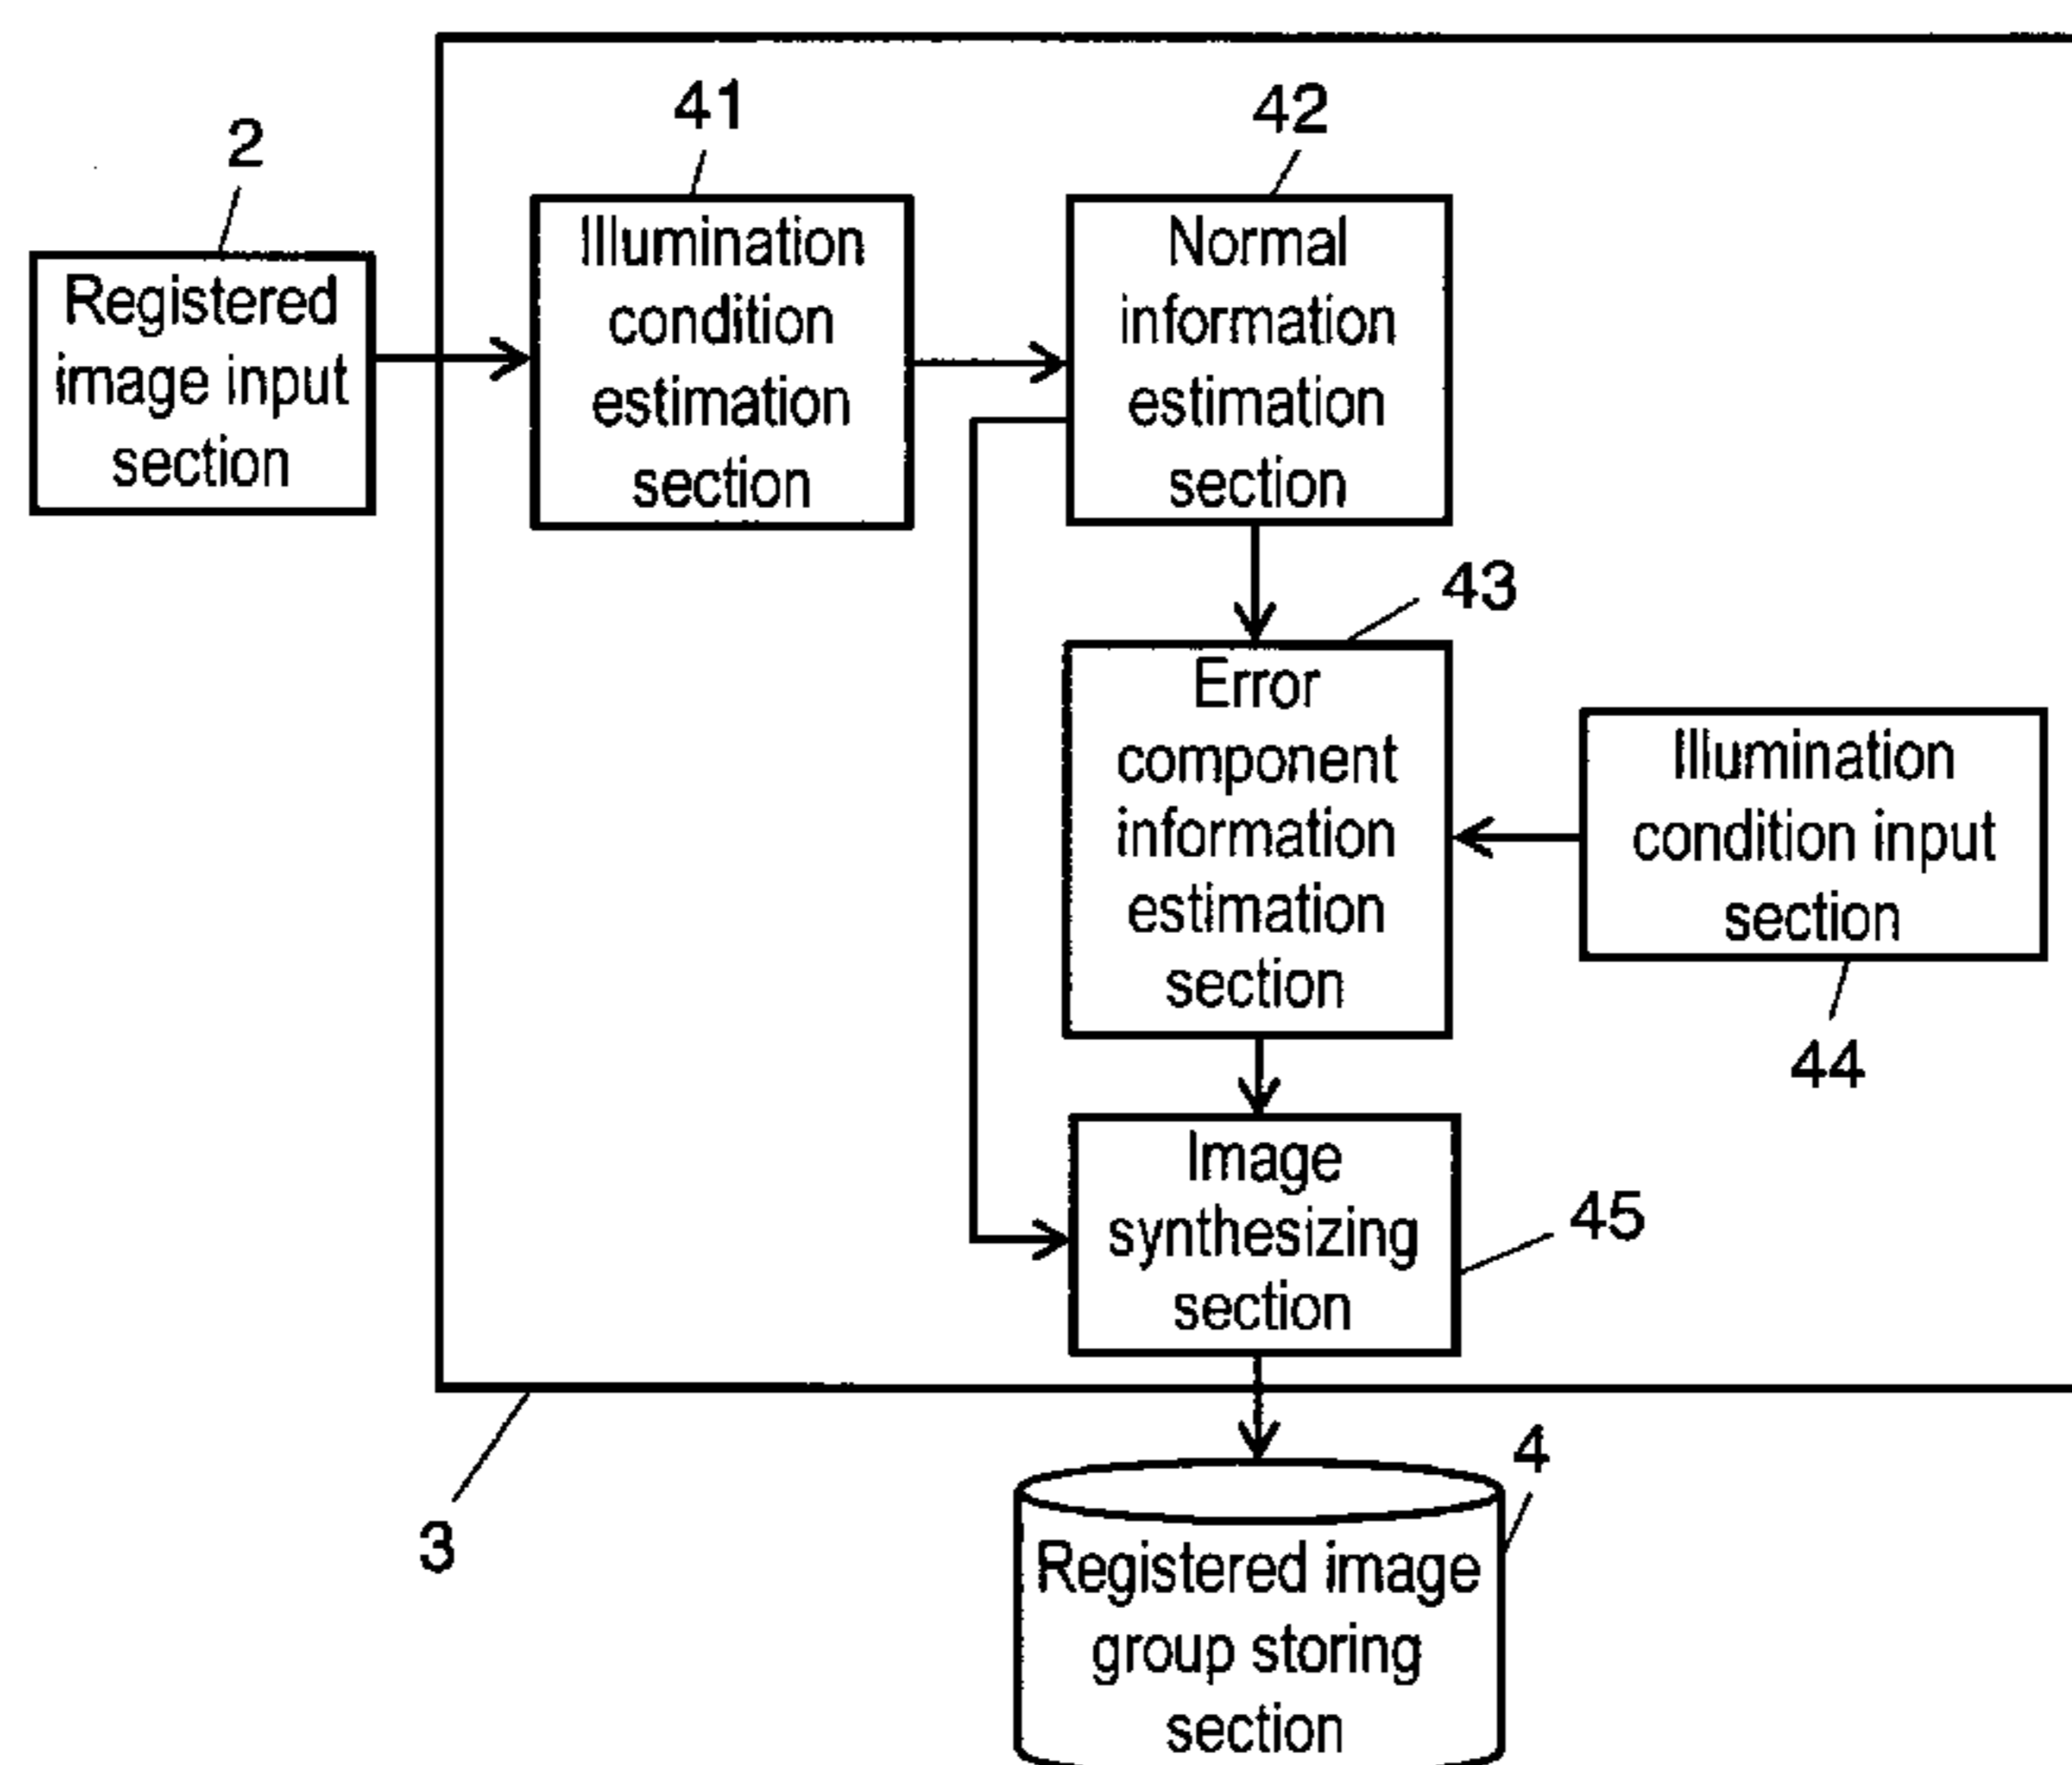 41
42
2
Illumination
condition
estimation
section
Normal
information
estimation
section
Registered
image input
section
43
Error
component
information
estimation
section
Illumination
condition input
section
44
Image
synthesizing
section
45
3
4
Registered image
group storing
section